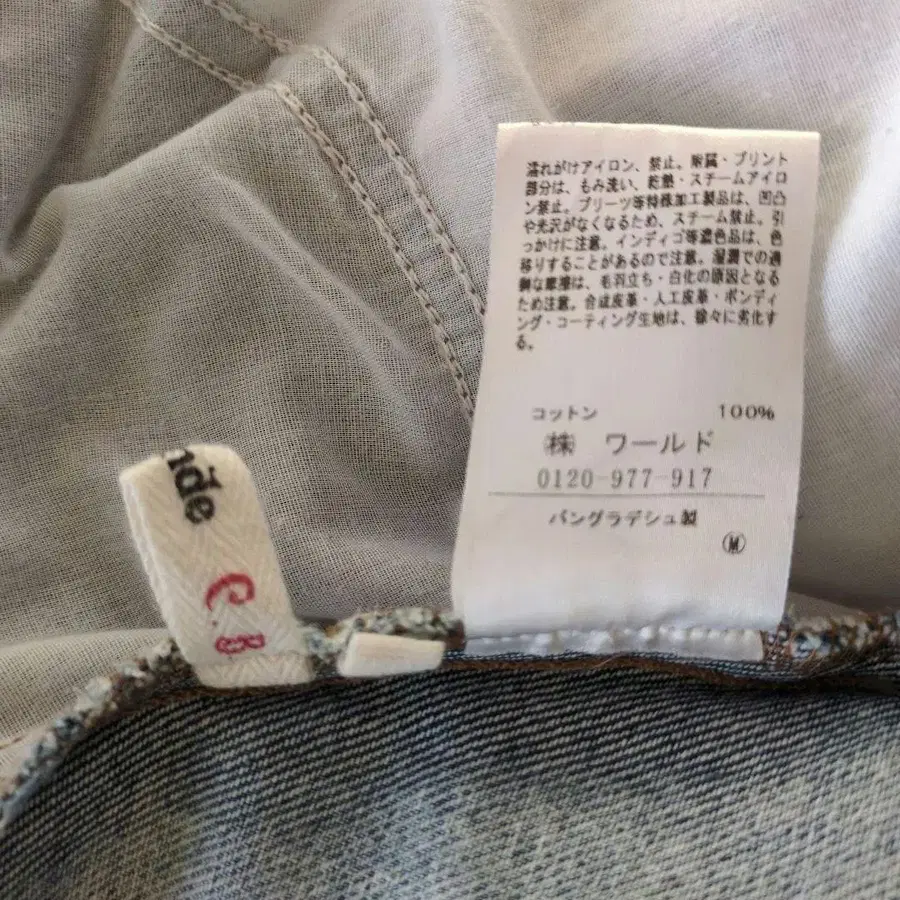 濡れがけアイロン、禁止。附属・プリント
部分は、もみ洗い、乾熱・スチームアイロ
ン禁止。プリーツ等特殊加工製品は、凹凸
や光沢がなくなるため、スチーム禁止。引
っかけに注意。インディゴ等濃色品は、色
移りすることがあるので注意。湿潤での過
剰な摩擦は、毛羽立ち・白化の原因となる
ため注意。合成皮革・人工皮革・ボンディ
ング・コーティング生地は、徐々に劣化す
る。
コットン 100%
㈱ ワールド
0120-977-917
バングラデシュ製
Ⓜ
nde
e.B